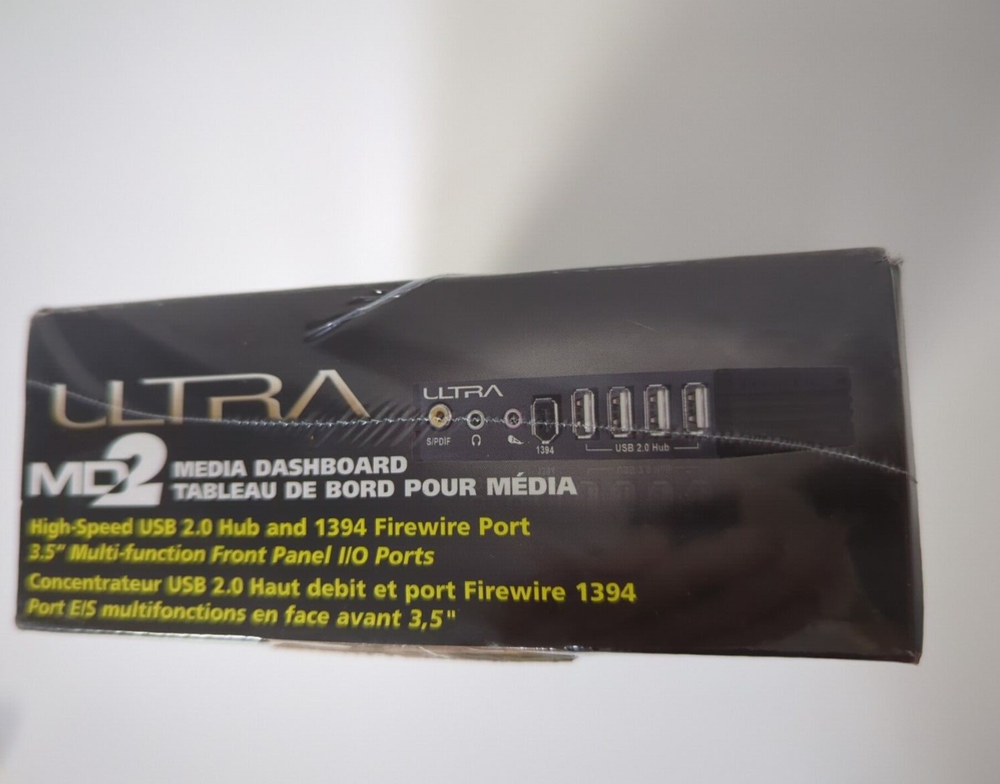 ULTRA
MD2 MEDIA DASHBOARD
TABLEAU DE BORD POUR MÉDIA
High-Speed USB 2.0 Hub and 1394 Firewire Port
3.5" Multi-function Front Panel I/O Ports
Concentrateur USB 2.0 Haut debit et port Firewire 1394
Port E/S multifonctions en face avant 3,5"
ULTRA
S/PDIF
1394
USB 2.0 Hub